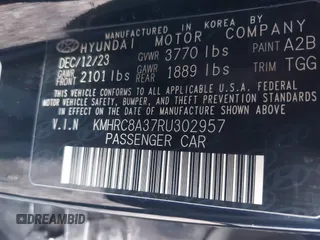 MANUFACTURED IN KOREA BY
HYUNDAI MOTOR COMPANY
DEC/12/23 GVWR 3770 lbs PAINT A2B
GAWR FRT 2101 lbs GAWR RR 1889 lbs TRIM TGG
THIS VEHICLE CONFORMS TO ALL APPLICABLE
U.S. FEDERAL MOTOR VEHICLE SAFETY, BUMPER,
AND THEFT PREVENTION STANDARDS IN EFFECT ON
THE DATE OF MANUFACTURE SHOWN ABOVE.
V.I.N KMHRC8A37RU302957
PASSENGER CAR
DREAMBID